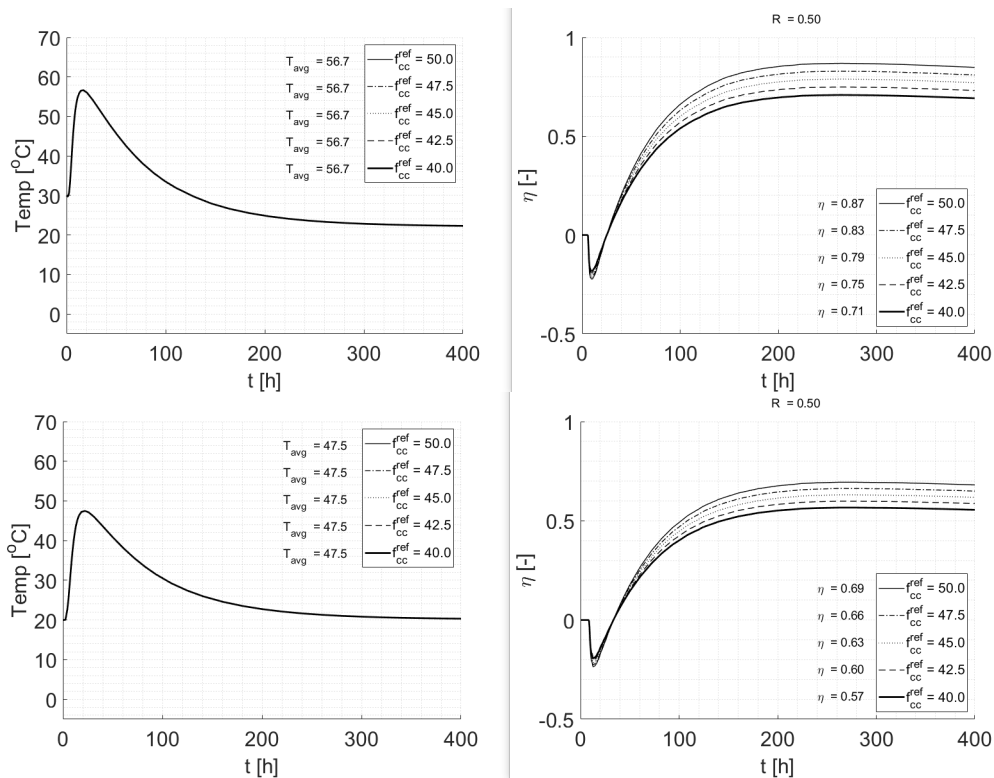 70
60
50
40
30
20
10
0
Temp [°C]
T_avg = 56.7
T_avg = 56.7
T_avg = 56.7
T_avg = 56.7
T_avg = 56.7
f_cc^ref = 50.0
f_cc^ref = 47.5
f_cc^ref = 45.0
f_cc^ref = 42.5
f_cc^ref = 40.0
0 100 200 300 400
t [h]
R = 0.50
1
0.5
0
-0.5
η [-]
η = 0.87
η = 0.83
η = 0.79
η = 0.75
η = 0.71
f_cc^ref = 50.0
f_cc^ref = 47.5
f_cc^ref = 45.0
f_cc^ref = 42.5
f_cc^ref = 40.0
0 100 200 300 400
t [h]
70
60
50
40
30
20
10
0
Temp [°C]
T_avg = 47.5
T_avg = 47.5
T_avg = 47.5
T_avg = 47.5
T_avg = 47.5
f_cc^ref = 50.0
f_cc^ref = 47.5
f_cc^ref = 45.0
f_cc^ref = 42.5
f_cc^ref = 40.0
0 100 200 300 400
t [h]
R = 0.50
1
0.5
0
-0.5
η [-]
η = 0.69
η = 0.66
η = 0.63
η = 0.60
η = 0.57
f_cc^ref = 50.0
f_cc^ref = 47.5
f_cc^ref = 45.0
f_cc^ref = 42.5
f_cc^ref = 40.0
0 100 200 300 400
t [h]